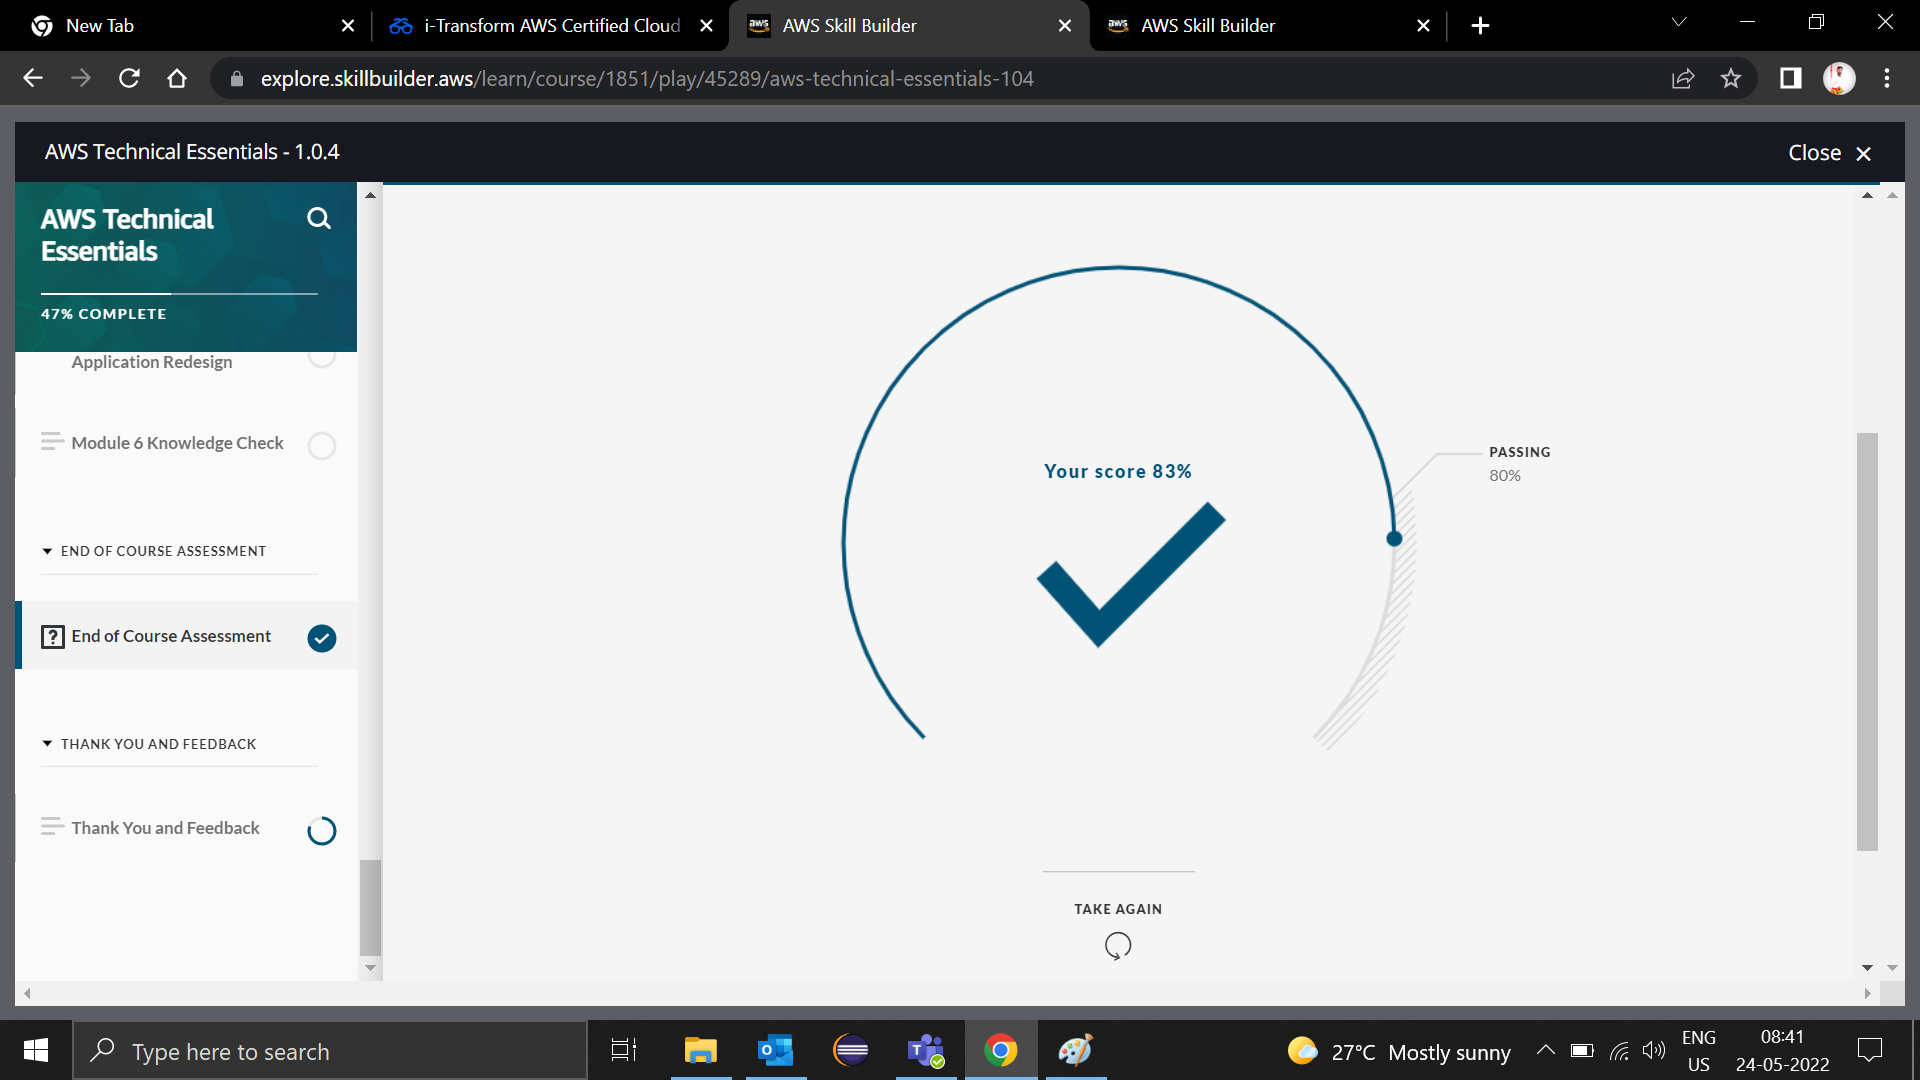 New Tab
i-Transform AWS Certified Cloud
aws AWS Skill Builder
aws AWS Skill Builder
explore.skillbuilder.aws/learn/course/1851/play/45289/aws-technical-essentials-104
AWS Technical Essentials - 1.0.4
Close
AWS Technical
Essentials
47% COMPLETE
Application Redesign
Module 6 Knowledge Check
END OF COURSE ASSESSMENT
End of Course Assessment
THANK YOU AND FEEDBACK
Thank You and Feedback
Your score 83%
PASSING
80%
TAKE AGAIN
Type here to search
27°C Mostly sunny
ENG
US
08:41
24-05-2022